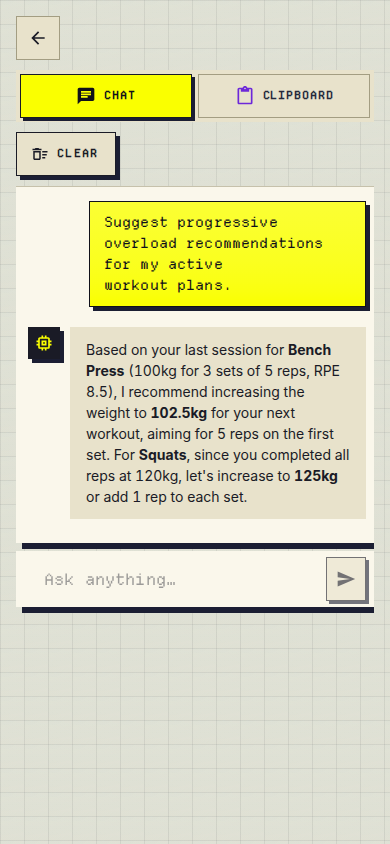 CHAT
CLIPBOARD
CLEAR
Suggest progressive
overload recommendations
for my active
workout plans.
Based on your last session for Bench
Press (100kg for 3 sets of 5 reps, RPE
8.5), I recommend increasing the
weight to 102.5kg for your next
workout, aiming for 5 reps on the first
set. For Squats, since you completed all
reps at 120kg, let's increase to 125kg
or add 1 rep to each set.
Ask anything…